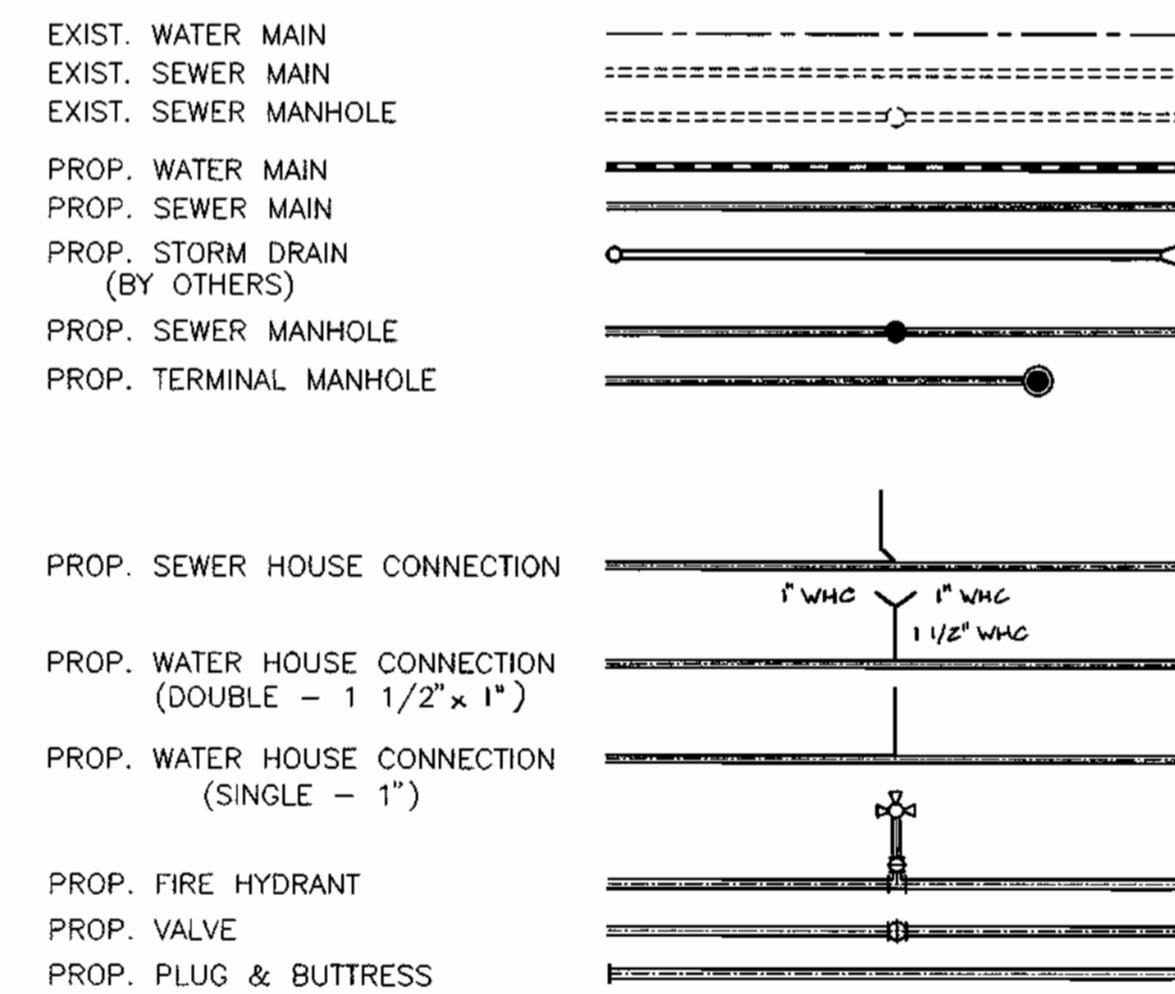 EXIST. WATER MAIN
EXIST. SEWER MAIN
EXIST. SEWER MANHOLE
PROP. WATER MAIN
PROP. SEWER MAIN
PROP. STORM DRAIN
(BY OTHERS)
PROP. SEWER MANHOLE
PROP. TERMINAL MANHOLE
PROP. SEWER HOUSE CONNECTION
1" WHC 1" WHC
1 1/2" WHC
PROP. WATER HOUSE CONNECTION
(DOUBLE – 1 1/2" x 1")
PROP. WATER HOUSE CONNECTION
(SINGLE – 1")
PROP. FIRE HYDRANT
PROP. VALVE
PROP. PLUG & BUTTRESS